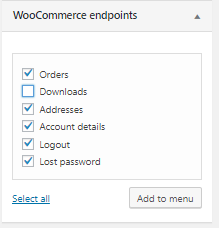 WooCommerce endpoints
Orders
Downloads
Addresses
Account details
Logout
Lost password
Select all Add to menu